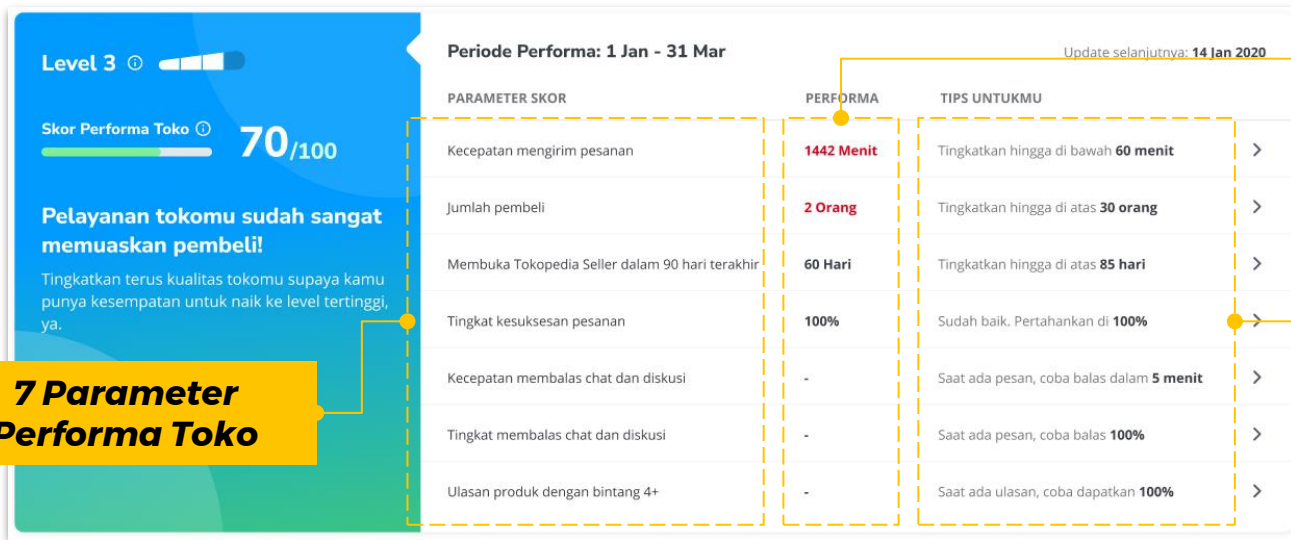 Level 3
Skor Performa Toko
70/100
Pelayanan tokomu sudah sangat
memuaskan pembeli!
Tingkatkan terus kualitas tokomu supaya kamu
punya kesempatan untuk naik ke level tertinggi,
ya.
7 Parameter
Performa Toko
Periode Performa: 1 Jan - 31 Mar
Update selanjutnya: 14 Jan 2020
PARAMETER SKOR PERFORMA TIPS UNTUKMU
Kecepatan mengirim pesanan 1442 Menit Tingkatkan hingga di bawah 60 menit
Jumlah pembeli 2 Orang Tingkatkan hingga di atas 30 orang
Membuka Tokopedia Seller dalam 90 hari terakhir 60 Hari Tingkatkan hingga di atas 85 hari
Tingkat kesuksesan pesanan 100% Sudah baik. Pertahankan di 100%
Kecepatan membalas chat dan diskusi - Saat ada pesan, coba balas dalam 5 menit
Tingkat membalas chat dan diskusi - Saat ada pesan, coba balas 100%
Ulasan produk dengan bintang 4+ - Saat ada ulasan, coba dapatkan 100%